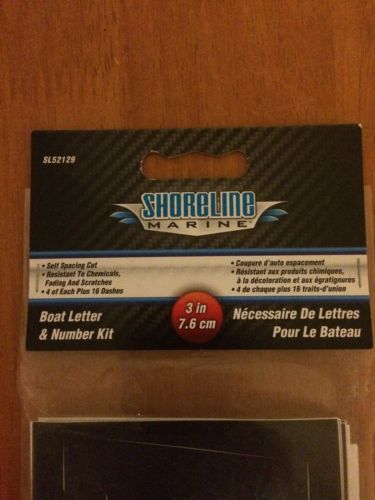 SL52129
SHORELINE
MARINE
• Self Spacing Cut
• Resistant To Chemicals,
Fading And Scratches
• 4 of Each Plus 16 Dashes
• Coupure d'auto espacement
• Résistant aux produits chimiques,
à la décoloration et aux égratignures
• 4 de chaque plus 16 traits-d'union
Boat Letter
& Number Kit
3 in
7.6 cm
Nécessaire De Lettres
Pour Le Bateau